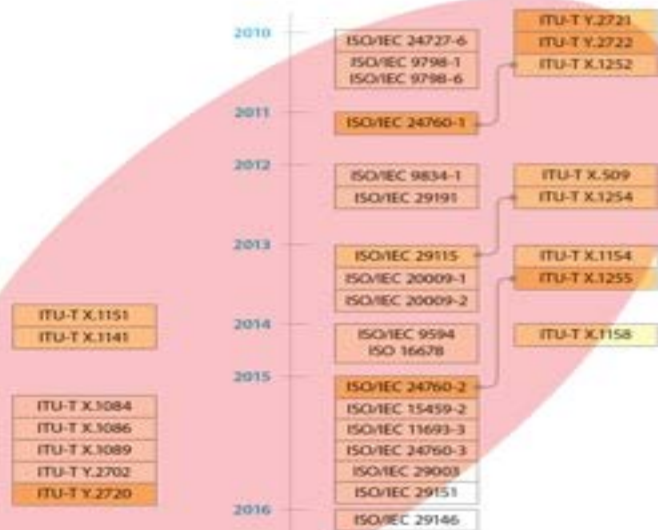 2010
ISO/IEC 24727-6
ISO/IEC 9798-1
ISO/IEC 9798-6
ITU-T Y.2721
ITU-T Y.2722
ITU-T X.1252
2011
ISO/IEC 24760-1
2012
ISO/IEC 9834-1
ISO/IEC 29191
ITU-T X.509
ITU-T X.1254
2013
ISO/IEC 29115
ISO/IEC 20009-1
ISO/IEC 20009-2
ITU-T X.1154
ITU-T X.1255
ITU-T X.1151
ITU-T X.1141
2014
ISO/IEC 9594
ISO 16678
ITU-T X.1158
2015
ISO/IEC 24760-2
ISO/IEC 15459-2
ISO/IEC 11693-3
ISO/IEC 24760-3
ISO/IEC 29003
ISO/IEC 29151
ITU-T X.1084
ITU-T X.1086
ITU-T X.1089
ITU-T Y.2702
ITU-T Y.2720
2016
ISO/IEC 29146